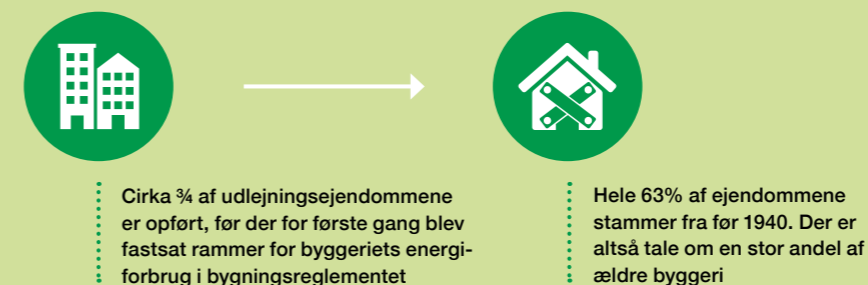 Cirka ¾ af udlejningsejendommene
er opført, før der for første gang blev
fastsat rammer for byggeriets energi-
forbrug i bygningsreglementet
Hele 63% af ejendommene
stammer fra før 1940. Der er
altså tale om en stor andel af
ældre byggeri